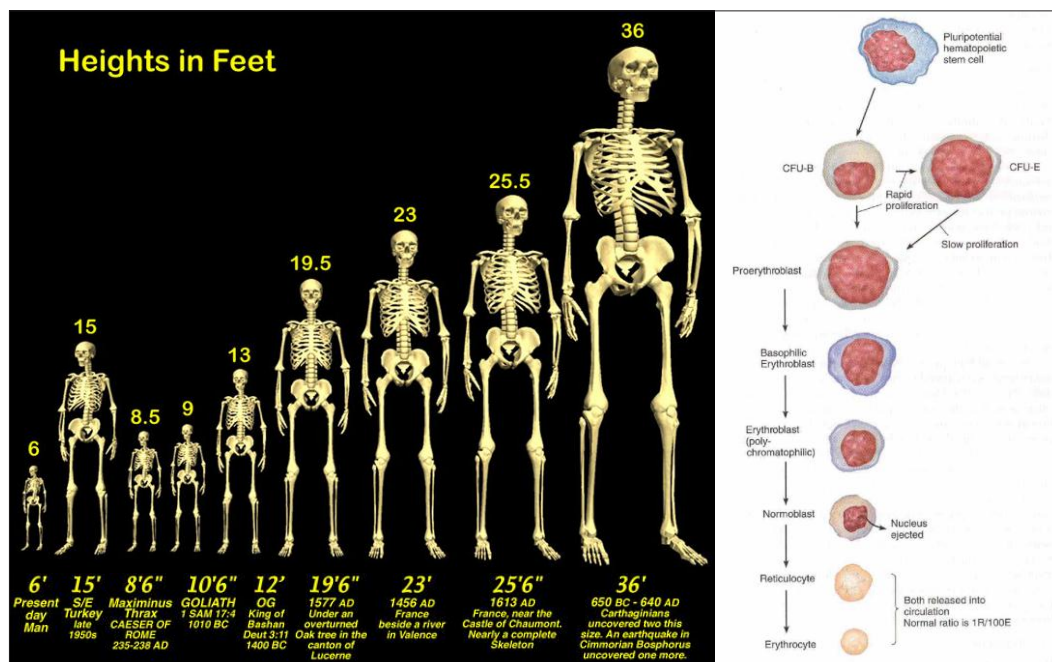 Heights in Feet
6
15
8.5
9
13
19.5
23
25.5
36
6'
Present
day
Man
15'
S/E
Turkey
late
1950s
8'6"
Maximinus
Thrax
CAESER OF
ROME
235-238 AD
10'6"
GOLIATH
1 SAM 17:4
1010 BC
12'
OG
King of
Bashan
Deut 3:11
1400 BC
19'6"
1577 AD
Under an
overturned
Oak tree in the
canton of
Lucerne
23'
1456 AD
France
beside a river
in Valence
25'6"
1613 AD
France, near the
Castle of Chaumont.
Nearly a complete
Skeleton
36'
650 BC - 640 AD
Carthaginians
uncovered two this
size. An earthquake in
Cimmorian Bosphorus
uncovered one more.
Pluripotential
hematopoietic
stem cell
CFU-B
CFU-E
Rapid
proliferation
Slow proliferation
Proerythroblast
Basophilic
Erythroblast
Erythroblast
(poly-
chromatophilic)
Normoblast
Nucleus
ejected
Reticulocyte
Both released into
circulation
Normal ratio is 1R/100E
Erythrocyte